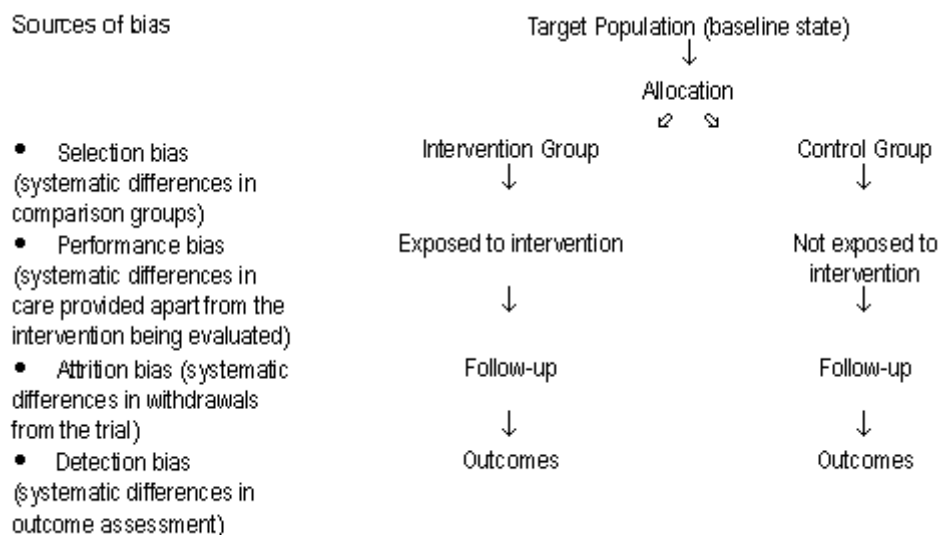 Sources of bias
Target Population (baseline state)
↓
Allocation
⬃ ⬂
• Selection bias
(systematic differences in
comparison groups)
Intervention Group
Control Group
↓ ↓
• Performance bias
(systematic differences in
care provided apart from the
intervention being evaluated)
Exposed to intervention
Not exposed to
intervention
↓ ↓
• Attrition bias (systematic
differences in withdrawals
from the trial)
Follow-up
Follow-up
↓ ↓
• Detection bias
(systematic differences in
outcome assessment)
Outcomes
Outcomes